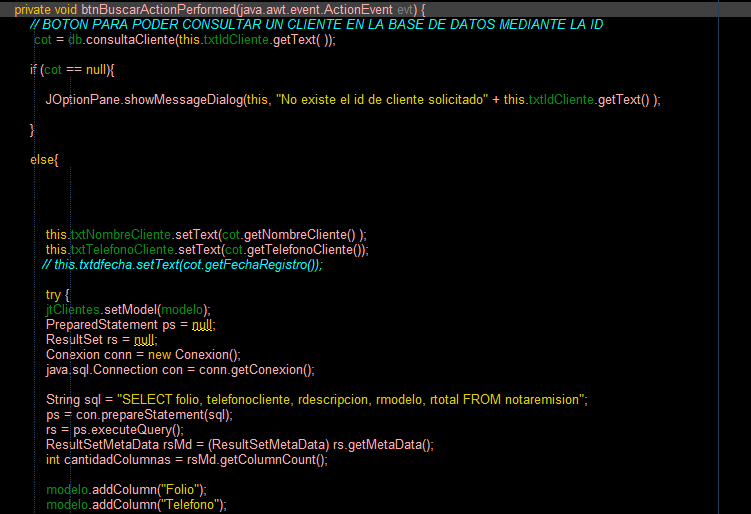 private void btnBuscarActionPerformed(java.awt.event.ActionEvent evt) {
// BOTON PARA PODER CONSULTAR UN CLIENTE EN LA BASE DE DATOS MEDIANTE LA ID
cot = db.consultaCliente(this.txtIdCliente.getText( ));
if (cot == null){
JOptionPane.showMessageDialog(this, "No existe el id de cliente solicitado" + this.txtIdCliente.getText() );
}
else{
this.txtNombreCliente.setText(cot.getNombreCliente() );
this.txtTelefonoCliente.setText(cot.getTelefonoCliente());
// this.txtdfecha.setText(cot.getFechaRegistro());
try {
jtClientes.setModel(modelo);
PreparedStatement ps = null;
ResultSet rs = null;
Conexion conn = new Conexion();
java.sql.Connection con = conn.getConexion();
String sql = "SELECT folio, telefonocliente, rdescripcion, rmodelo, rtotal FROM notaremision";
ps = con.prepareStatement(sql);
rs = ps.executeQuery();
ResultSetMetaData rsMd = (ResultSetMetaData) rs.getMetaData();
int cantidadColumnas = rsMd.getColumnCount();
modelo.addColumn("Folio");
modelo.addColumn("Telefono");